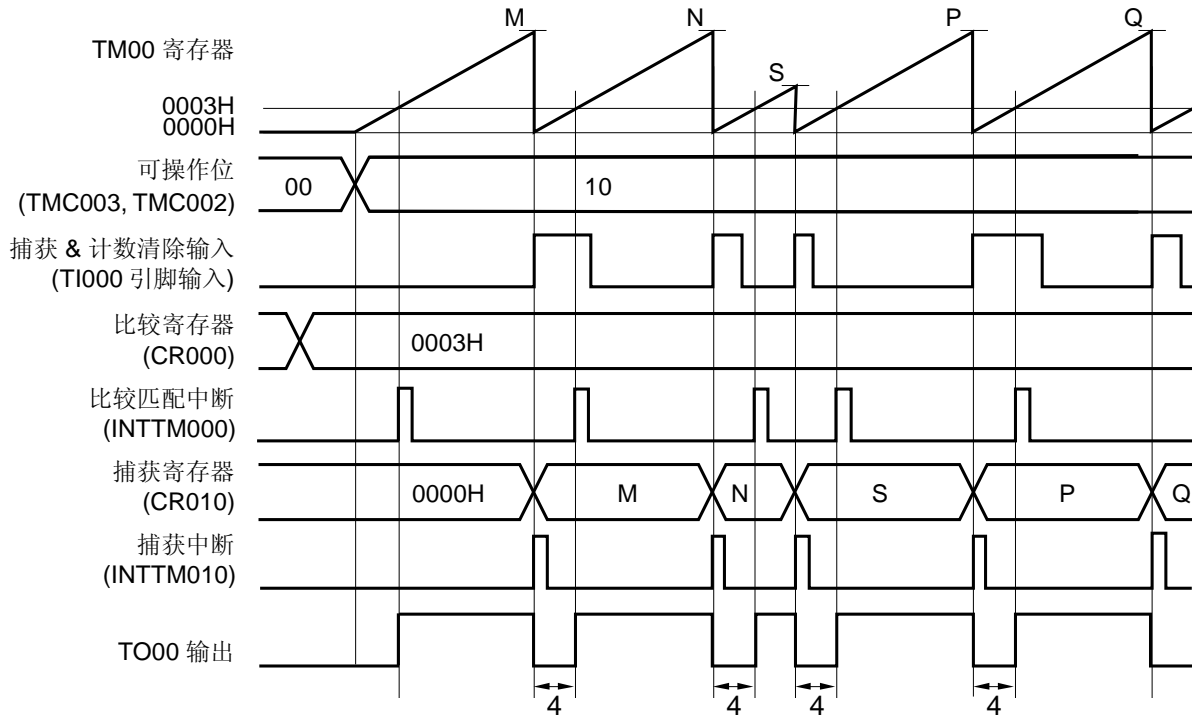 M N P Q
S
TM00 寄存器
0003H
0000H
可操作位
(TMC003, TMC002)
00 10
捕获 & 计数清除输入
(TI000 引脚输入)
比较寄存器
(CR000)
0003H
比较匹配中断
(INTTM000)
捕获寄存器
(CR010)
0000H M N S P Q
捕获中断
(INTTM010)
TO00 输出
4 4 4 4